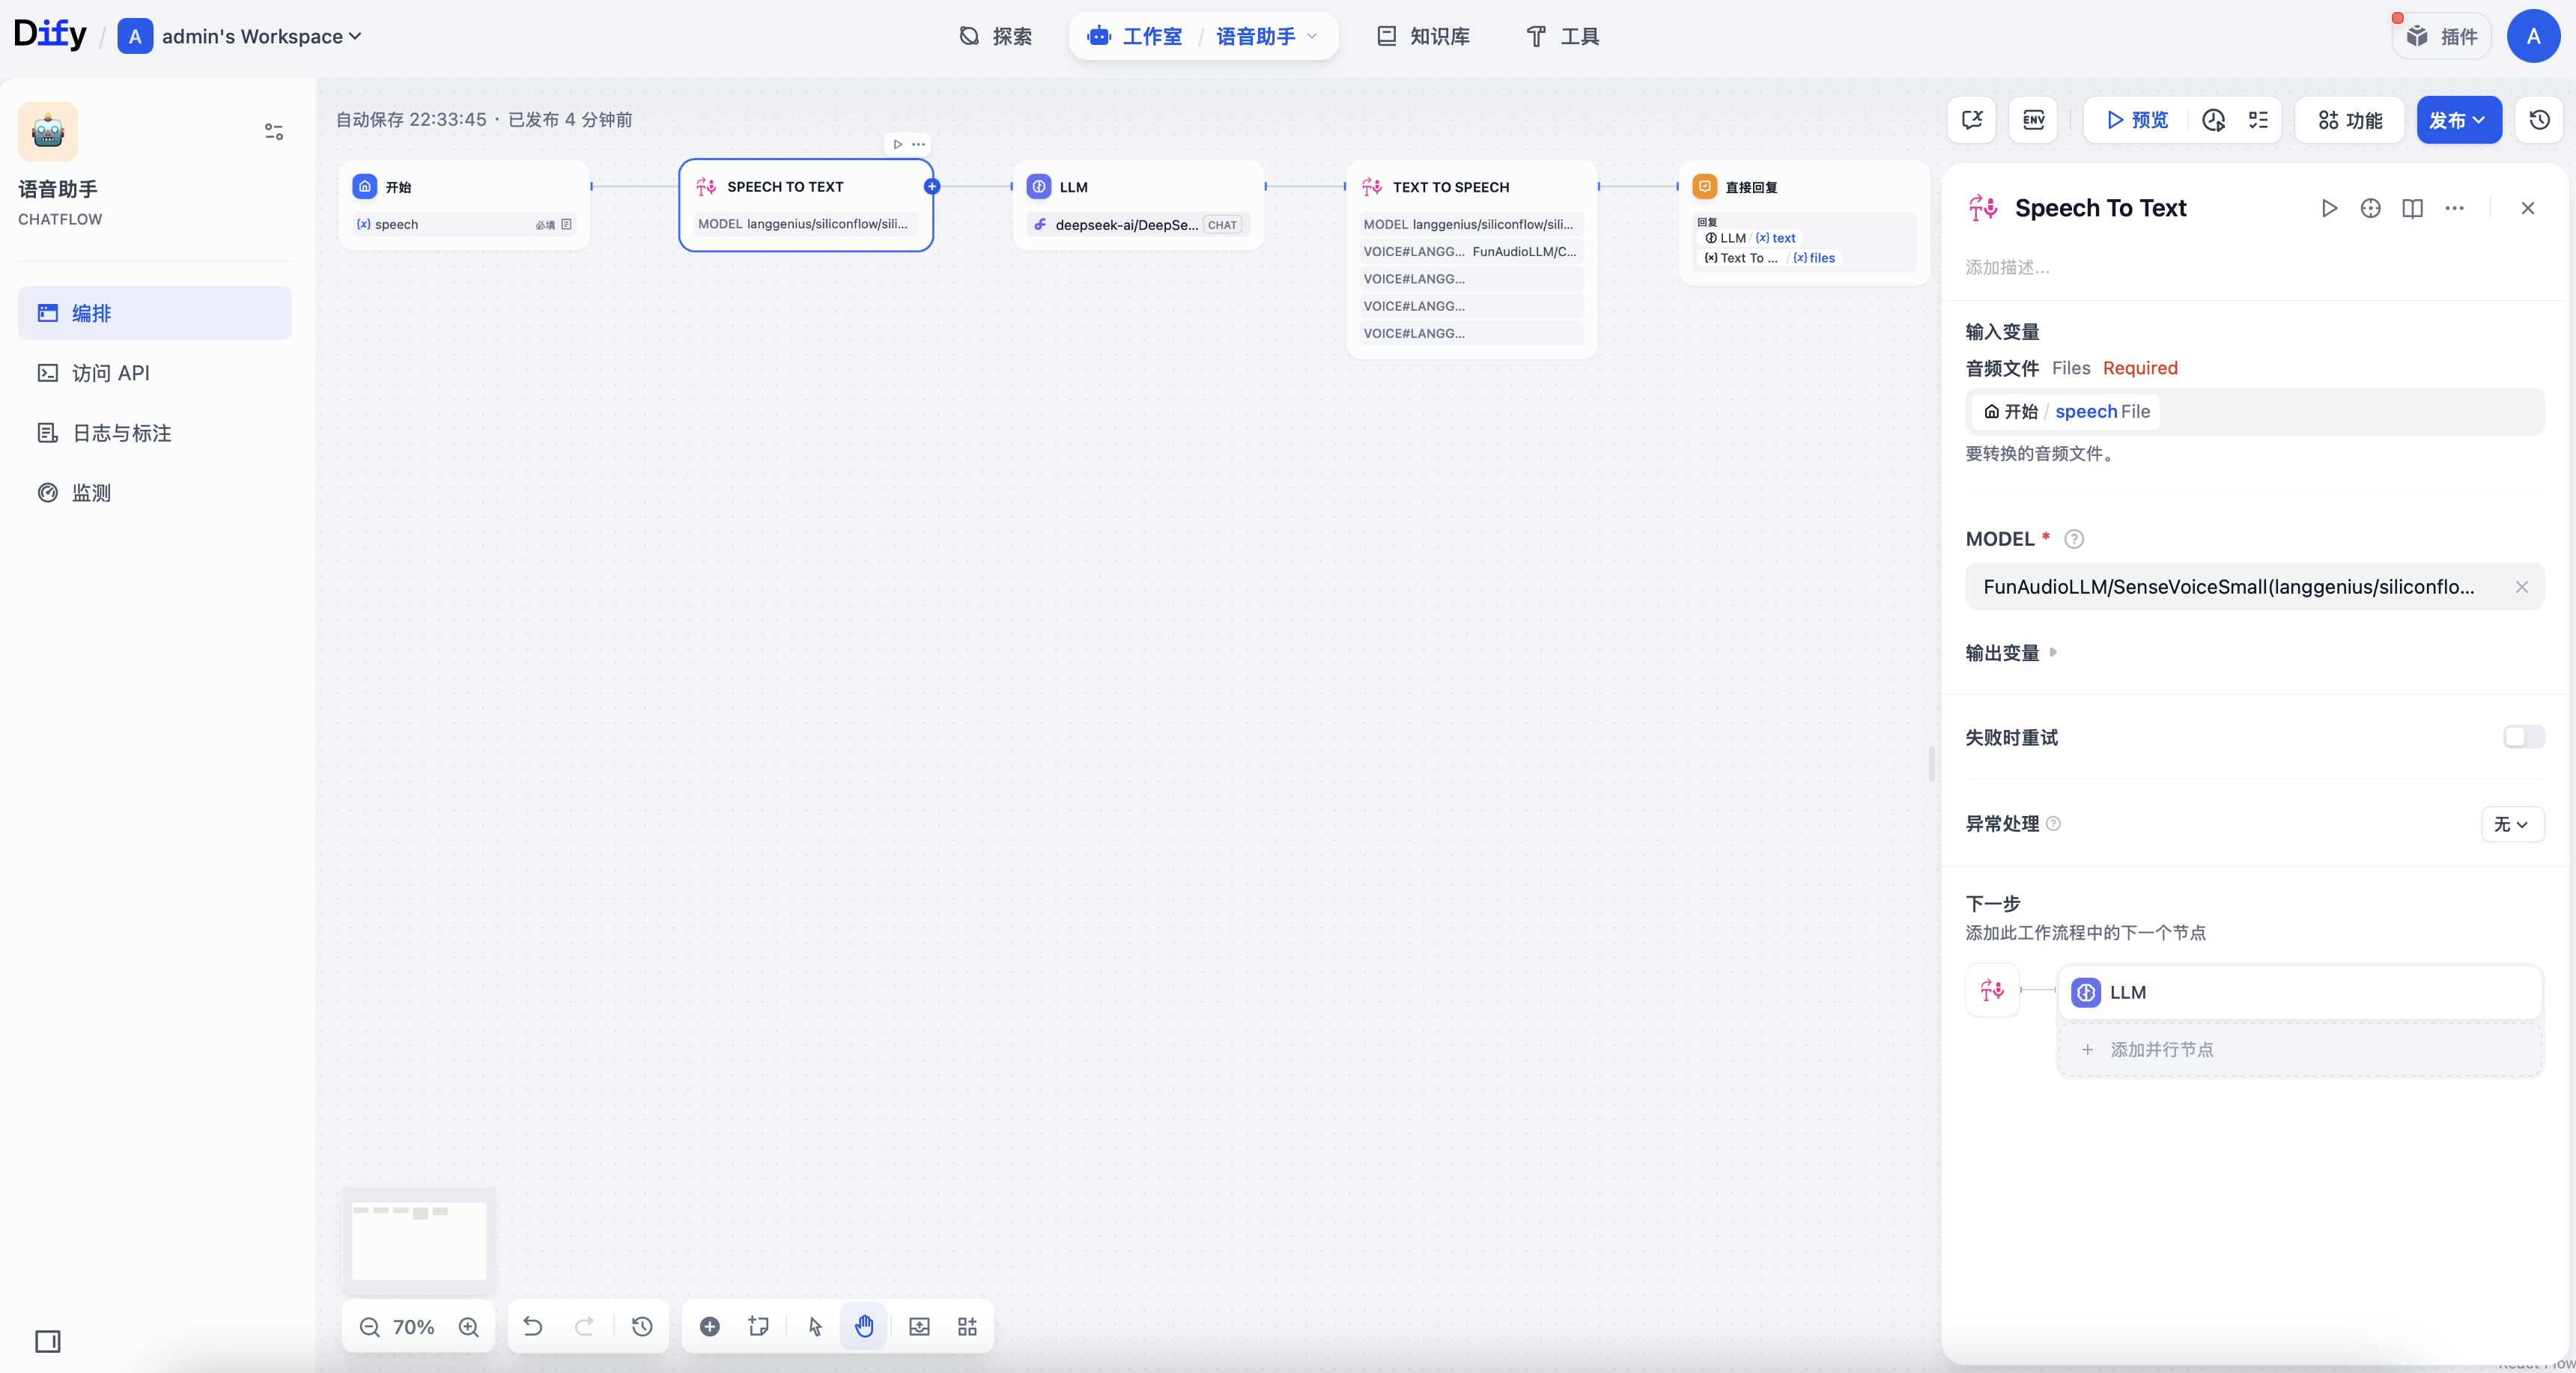 Dify / A admin's Workspace
探索
工作室 / 语音助手
知识库
工具
插件
A
语音助手
CHATFLOW
编排
访问 API
日志与标注
监测
自动保存 22:33:45 · 已发布 4 分钟前
ENV
预览
功能
发布
开始
{x} speech 必填
SPEECH TO TEXT
MODEL langgenius/siliconflow/sili...
LLM
deepseek-ai/DeepSe... CHAT
TEXT TO SPEECH
MODEL langgenius/siliconflow/sili...
VOICE#LANGG... FunAudioLLM/C...
VOICE#LANGG...
VOICE#LANGG...
VOICE#LANGG...
直接回复
回复
LLM / {x} text
{x} Text To ... / {x} files
70%
Speech To Text
添加描述...
输入变量
音频文件 Files Required
开始 / speech File
要转换的音频文件。
MODEL *
FunAudioLLM/SenseVoiceSmall(langgenius/siliconflo...
输出变量
失败时重试
异常处理
无
下一步
添加此工作流程中的下一个节点
LLM
+ 添加并行节点
React Flow